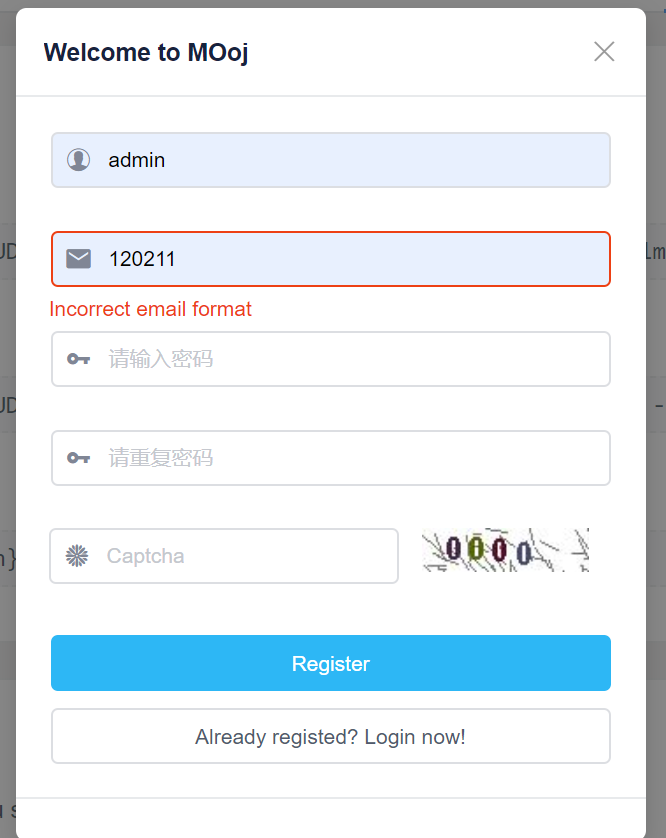 Welcome to MOoj
admin
120211
Incorrect email format
请输入密码
请重复密码
Captcha
Register
Already registed? Login now!